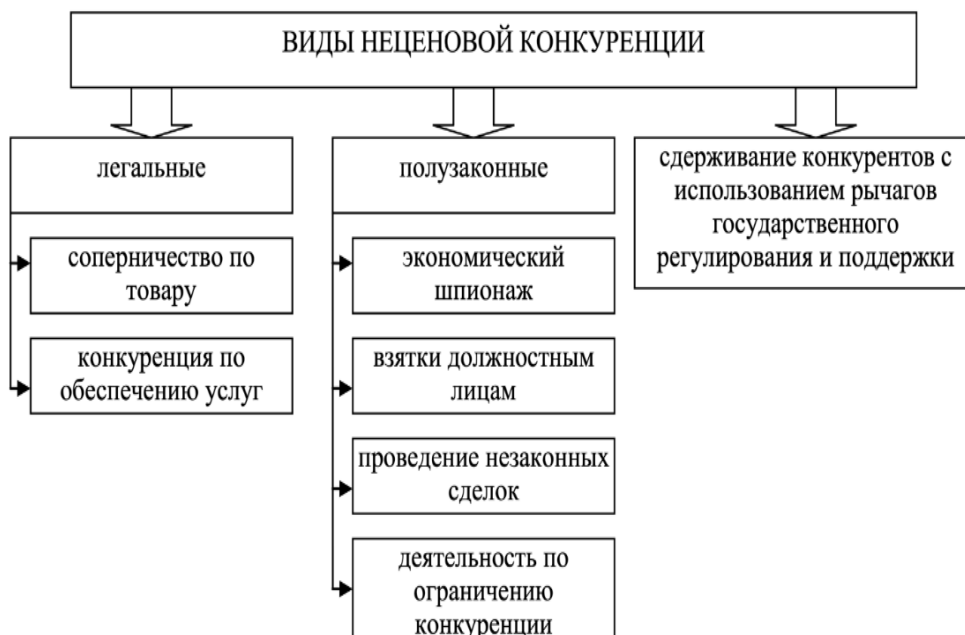 ВИДЫ НЕЦЕНОВОЙ КОНКУРЕНЦИИ
легальные
соперничество по
товару
конкуренция по
обеспечению услуг
полузаконные
экономический
шпионаж
взятки должностным
лицам
проведение незаконных
сделок
деятельность по
ограничению
конкуренции
сдерживание конкурентов с
использованием рычагов
государственного
регулирования и поддержки